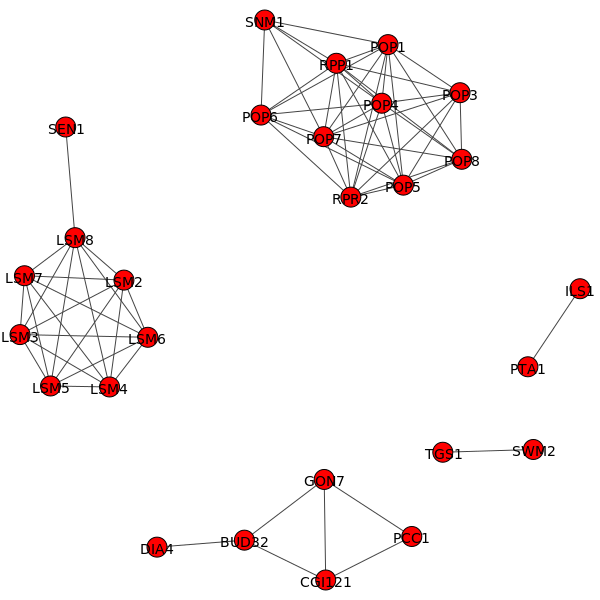 SNM1
POP1
RPP1
POP3
POP4
POP6
POP7
POP8
POP5
RPR2
SEN1
LSM8
LSM7
LSM2
LSM3
LSM6
LSM5
LSM4
ILS1
PTA1
TGS1
SWM2
GON7
DIA4
BUD32
PCC1
CGI121